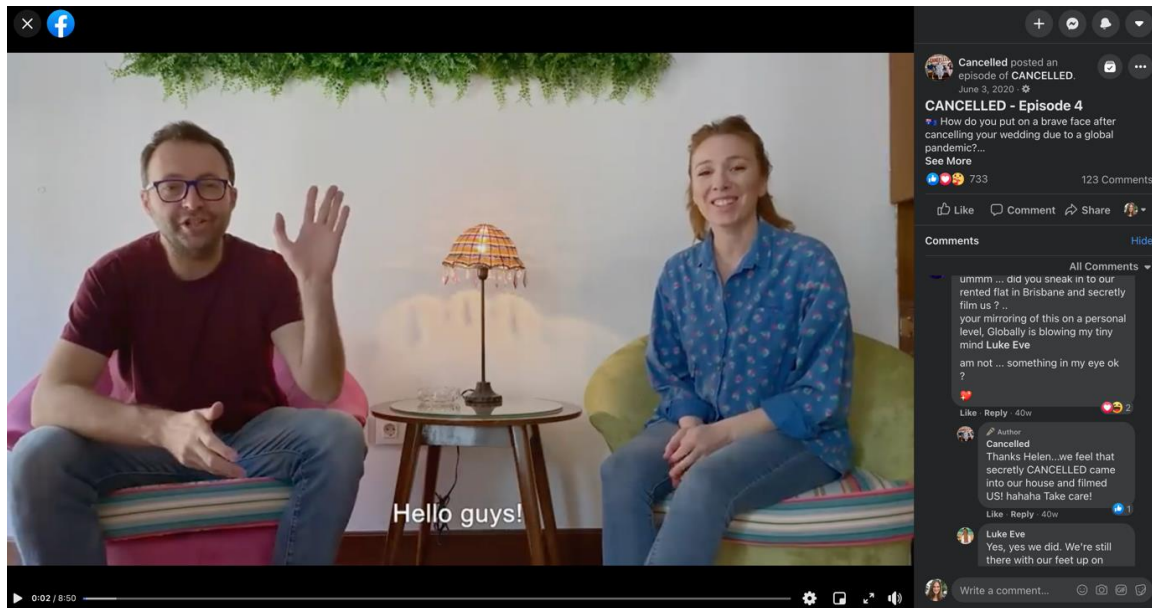 Hello guys!
0:02 / 8:50
Cancelled posted an
episode of CANCELLED.
June 3, 2020 ·
CANCELLED - Episode 4
How do you put on a brave face after
cancelling your wedding due to a global
pandemic?...
See More
733
123 Comments
Like
Comment
Share
Comments
Hide
All Comments
ummm ... did you sneak in to our
rented flat in Brisbane and secretly
film us ? ..
your mirroring of this on a personal
level, Globally is blowing my tiny
mind Luke Eve
am not ... something in my eye ok
?
2
Like · Reply · 40w
Author
Cancelled
Thanks Helen...we feel that
secretly CANCELLED came
into our house and filmed
US! hahaha Take care!
1
Like · Reply · 40w
Luke Eve
Yes, yes we did. We're still
there with our feet up on
Write a comment...